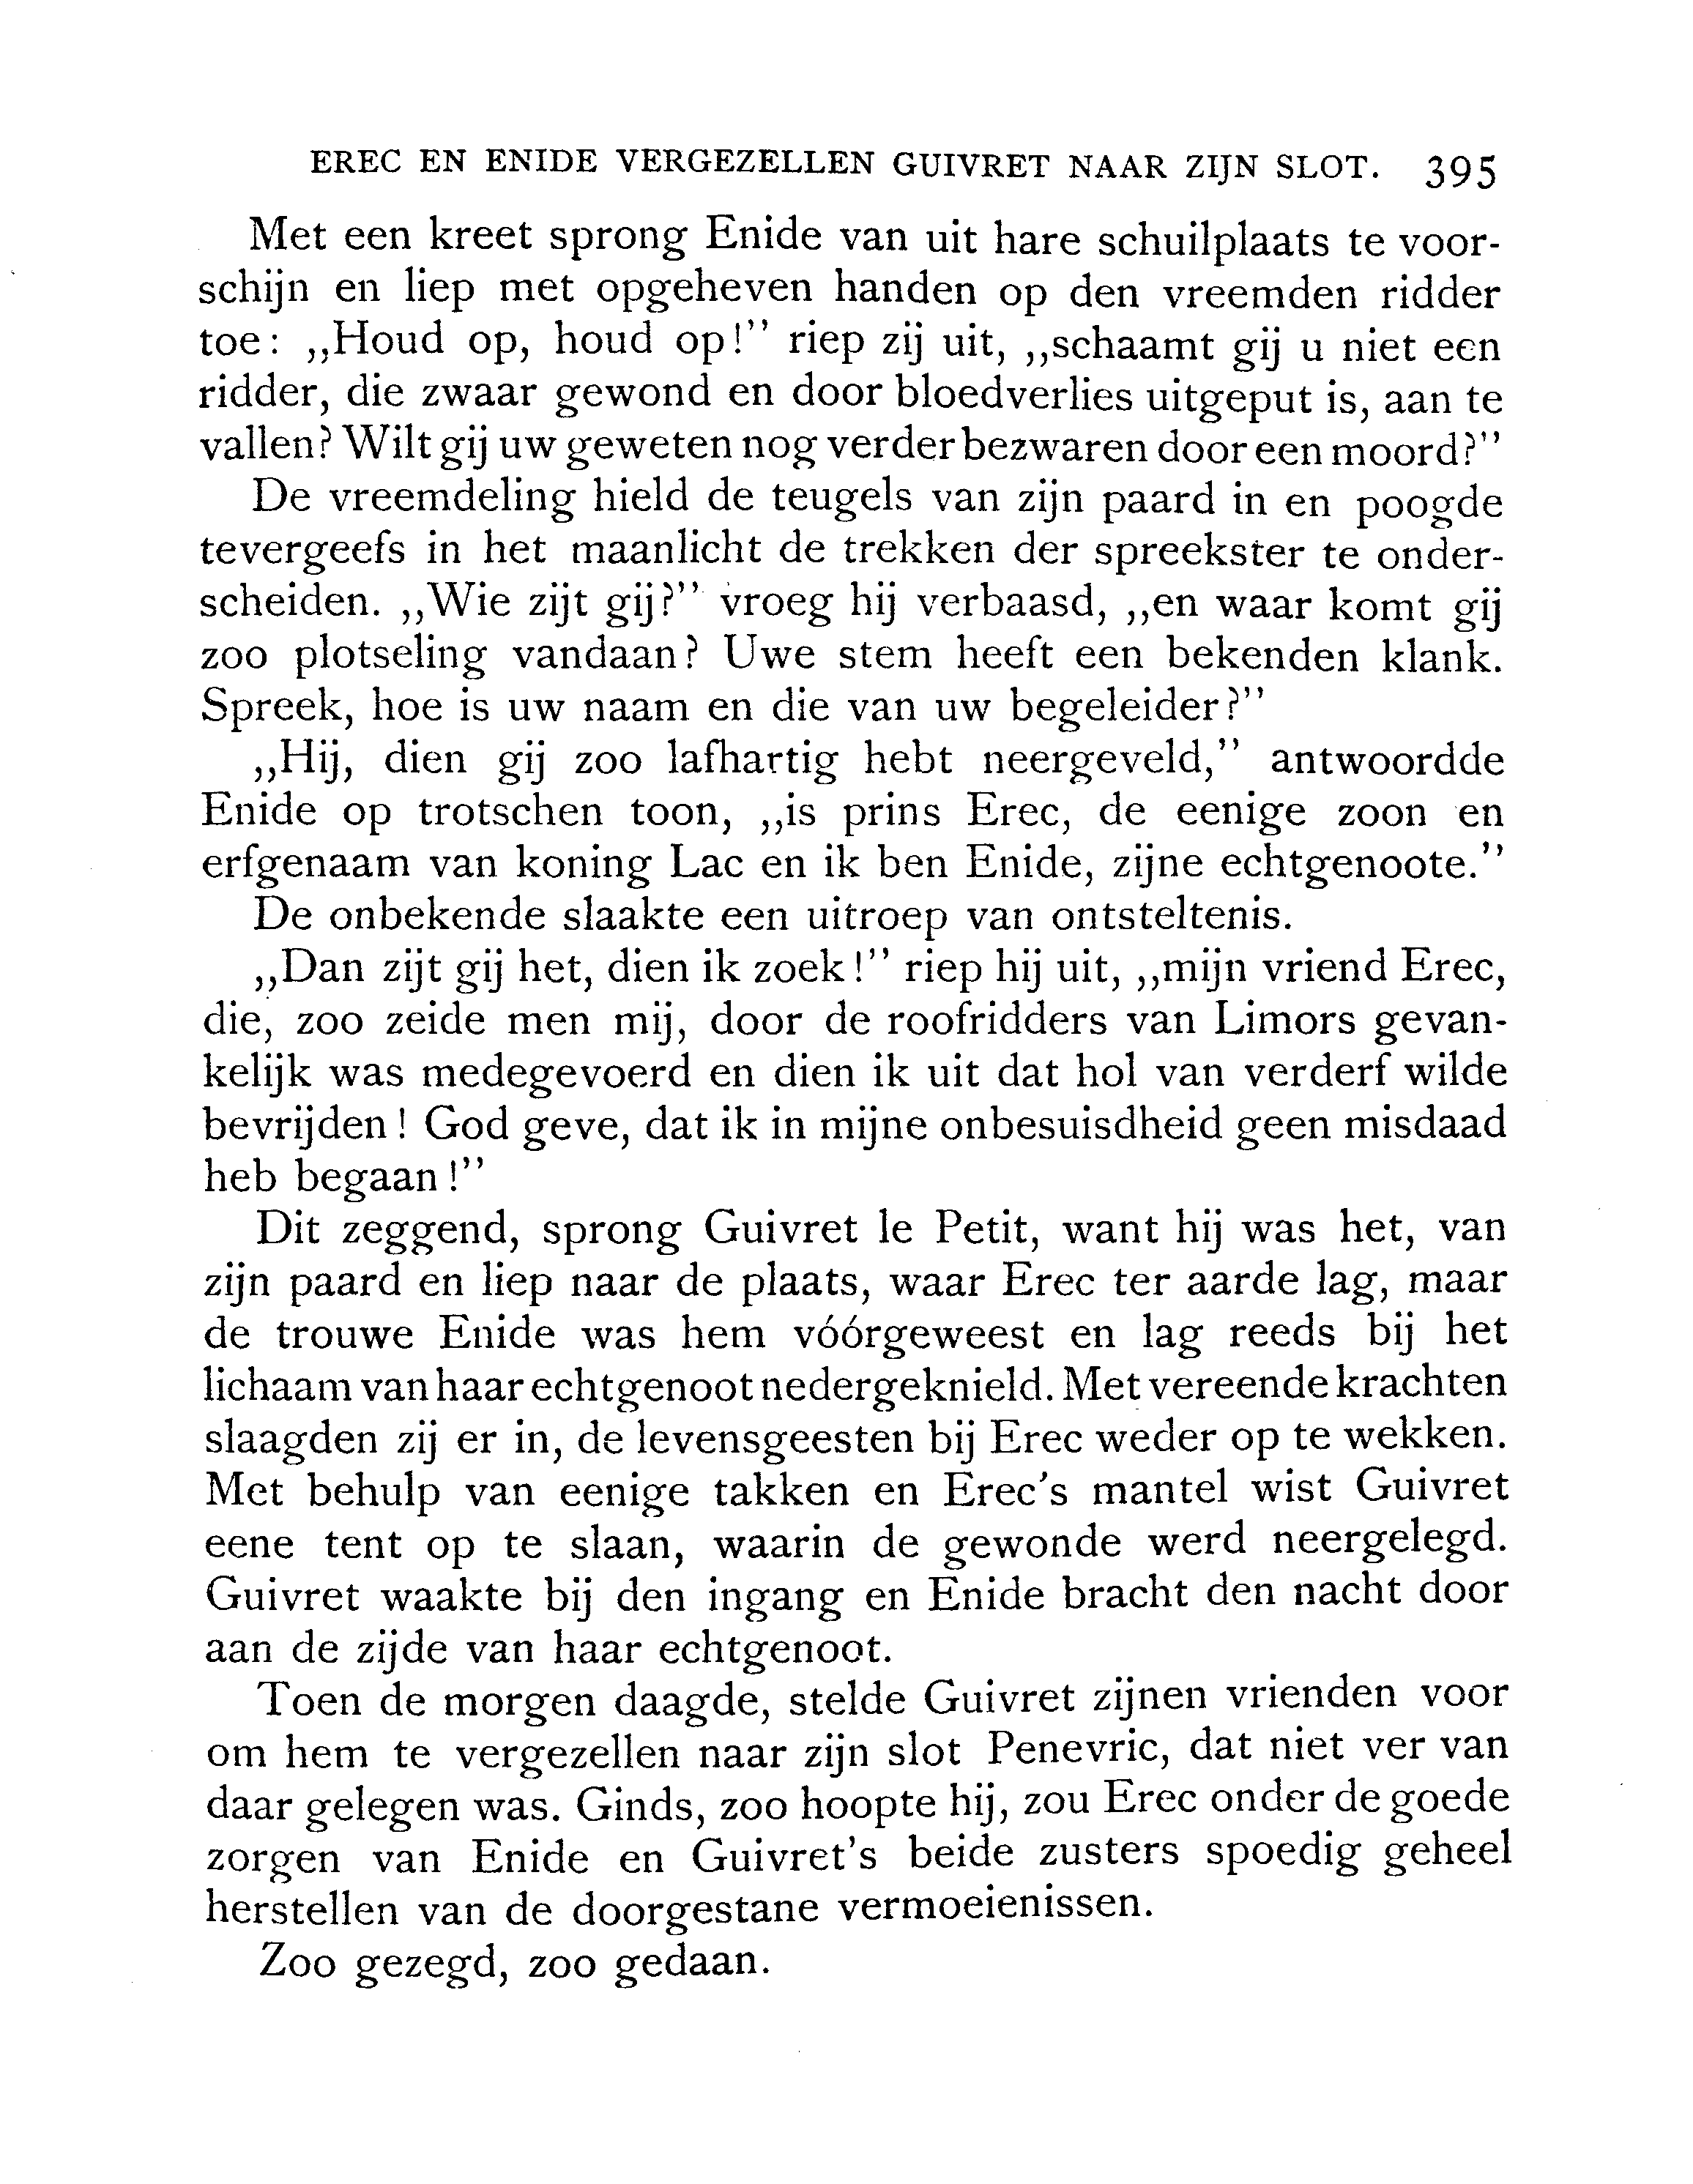 EREC EN ENIDE VERGEZELLEN GUIVRET NAAR ZIJN SLOT. 395
Met een kreet sprong Enide van uit hare schuilplaats te voor-
schijn en liep met opgeheven handen op den vreemden ridder
toe: „Houd op, houd op!” riep zij uit, „schaamt gij u niet een
ridder, die zwaar gewond en door bloedverlies uitgeput is, aan te
vallen? Wilt gij uw geweten nog verder bezwaren door een moord?”
De vreemdeling hield de teugels van zijn paard in en poogde
tevergeefs in het maanlicht de trekken der spreekster te onder-
scheiden. „Wie zijt gij?” vroeg hij verbaasd, „en waar komt gij
zoo plotseling vandaan? Uwe stem heeft een bekenden klank.
Spreek, hoe is uw naam en die van uw begeleider?”
„Hij, dien gij zoo lafhartig hebt neergeveld,” antwoordde
Enide op trotschen toon, „is prins Erec, de eenige zoon en
erfgenaam van koning Lac en ik ben Enide, zijne echtgenoote.”
De onbekende slaakte een uitroep van ontsteltenis.
„Dan zijt gij het, dien ik zoek!” riep hij uit, „mijn vriend Erec,
die, zoo zeide men mij, door de roofridders van Limors gevan-
kelijk was medegevoerd en dien ik uit dat hol van verderf wilde
bevrijden! God geve, dat ik in mijne onbesuisdheid geen misdaad
heb begaan!”
Dit zeggend, sprong Guivret le Petit, want hij was het, van
zijn paard en liep naar de plaats, waar Erec ter aarde lag, maar
de trouwe Enide was hem vóórgeweest en lag reeds bij het
lichaam van haar echtgenoot nedergeknield. Met vereende krachten
slaagden zij er in, de levensgeesten bij Erec weder op te wekken.
Met behulp van eenige takken en Erec's mantel wist Guivret
eene tent op te slaan, waarin de gewonde werd neergelegd.
Guivret waakte bij den ingang en Enide bracht den nacht door
aan de zijde van haar echtgenoot.
Toen de morgen daagde, stelde Guivret zijnen vrienden voor
om hem te vergezellen naar zijn slot Penevric, dat niet ver van
daar gelegen was. Ginds, zoo hoopte hij, zou Erec onder de goede
zorgen van Enide en Guivret's beide zusters spoedig geheel
herstellen van de doorgestane vermoeienissen.
Zoo gezegd, zoo gedaan.